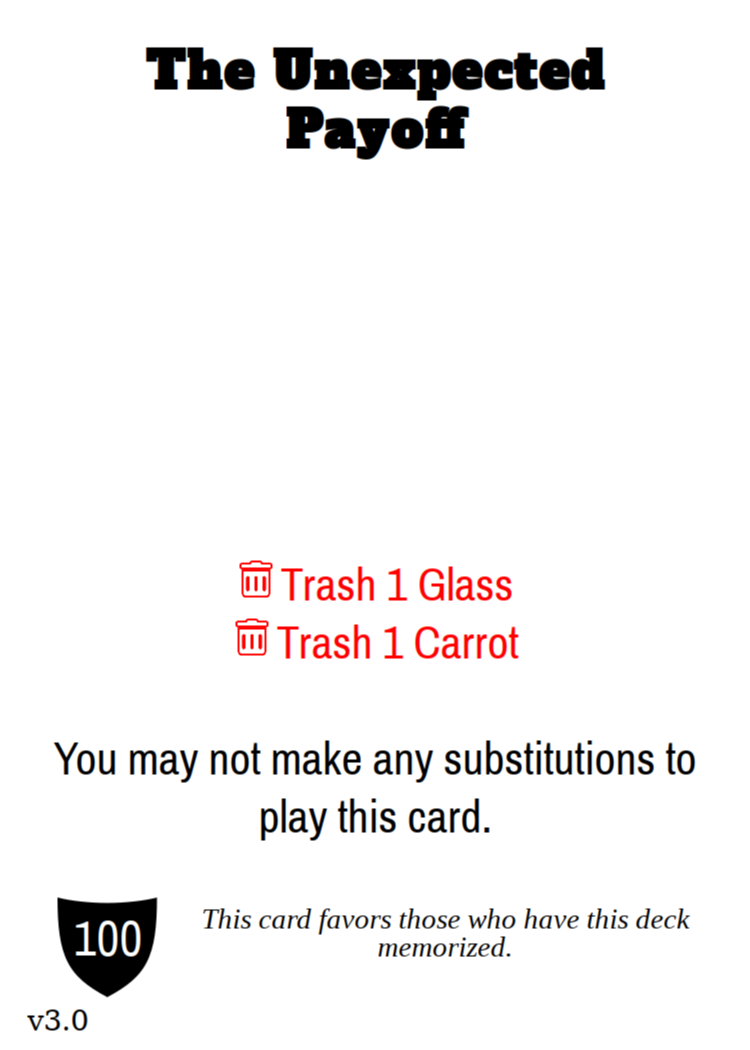 The Unexpected
Payoff
Trash 1 Glass
Trash 1 Carrot
You may not make any substitutions to
play this card.
100
This card favors those who have this deck
memorized.
v3.0